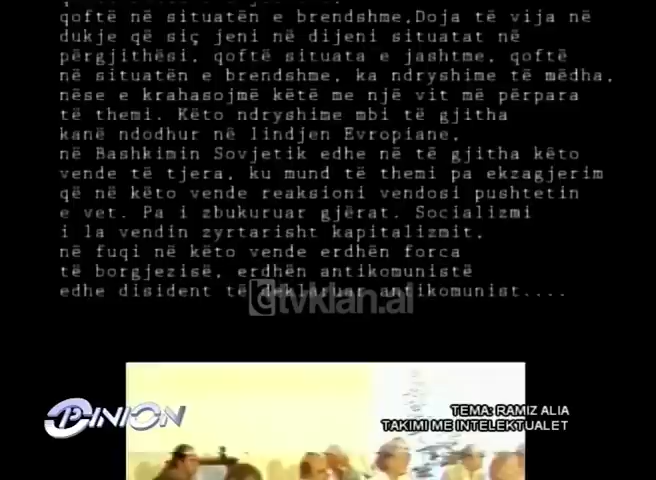 qoftë në situatën e brendshme,Doja të vija në
dukje që siç jeni në dijeni situatat në
përgjithësi, qoftë situata e jashtme, qoftë
në situatën e brendshme, ka ndryshime të mëdha,
nëse e krahasojmë këtë me një vit më përpara
të themi. Këto ndryshime mbi të gjitha
kanë ndodhur në lindjen Evropiane,
në Bashkimin Sovjetik edhe në të gjitha këto
vende të tjera, ku mund të themi pa ekzagjerim
që në këto vende reaksioni vendosi pushtetin
e vet. Pa i zbukuruar gjërat. Socializmi
i la vendin zyrtarisht kapitalizmit,
në fuqi në këto vende erdhën forca
të borgjezisë, erdhën antikomunistë
edhe disident të deklaruar antikomunist....
tvklan.al
OPINION
TEMA: RAMIZ ALIA
TAKIMI ME INTELEKTUALET